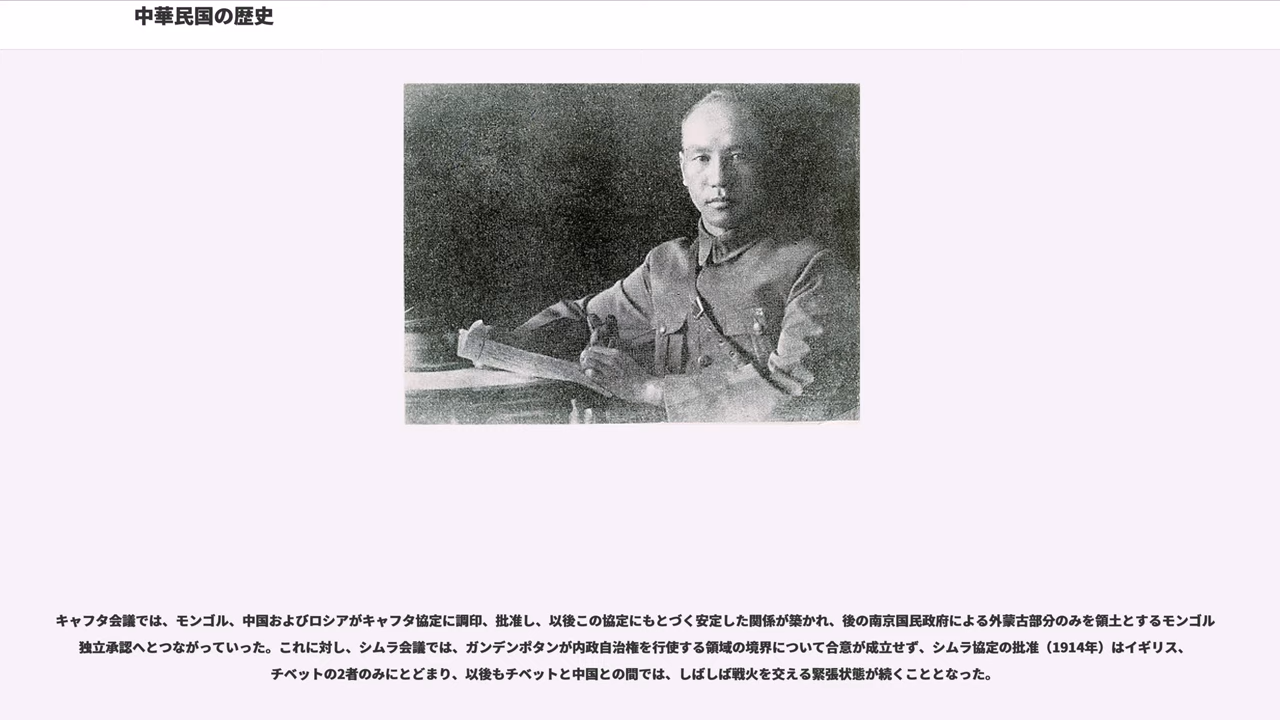 中華民国の歴史
キャフタ会議では、モンゴル、中国およびロシアがキャフタ協定に調印、批准し、以後この協定にもとづく安定した関係が築かれ、後の南京国民政府による外蒙古部分のみを領土とするモンゴル
独立承認へとつながっていった。これに対し、シムラ会議では、ガンデンポタンが内政自治権を行使する領域の境界について合意が成立せず、シムラ協定の批准（1914年）はイギリス、
チベットの2者のみにとどまり、以後もチベットと中国との間では、しばしば戦火を交える緊張状態が続くこととなった。